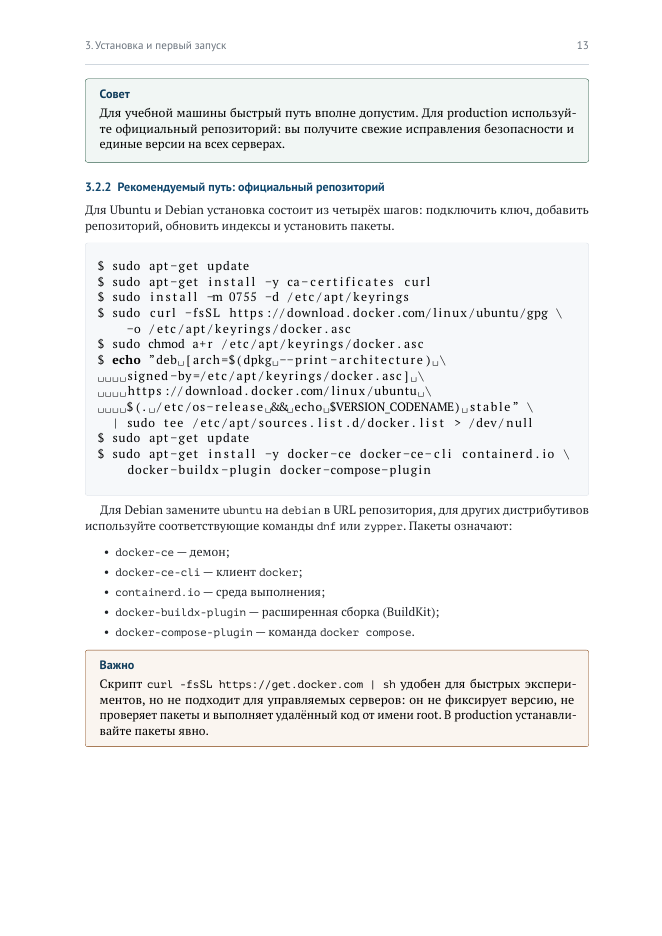 3. Установка и первый запуск 13
Совет
Для учебной машины быстрый путь вполне допустим. Для production используй-
те официальный репозиторий: вы получите свежие исправления безопасности и
единые версии на всех серверах.
3.2.2 Рекомендуемый путь: официальный репозиторий
Для Ubuntu и Debian установка состоит из четырёх шагов: подключить ключ, добавить
репозиторий, обновить индексы и установить пакеты.
$ sudo apt-get update
$ sudo apt-get install -y ca-certificates curl
$ sudo install -m 0755 -d /etc/apt/keyrings
$ sudo curl -fsSL https://download.docker.com/linux/ubuntu/gpg \
-o /etc/apt/keyrings/docker.asc
$ sudo chmod a+r /etc/apt/keyrings/docker.asc
$ echo ”deb␣[arch=$(dpkg␣--print-architecture)␣\
␣␣␣␣signed-by=/etc/apt/keyrings/docker.asc]␣\
␣␣␣␣https://download.docker.com/linux/ubuntu␣\
␣␣␣␣$(.␣/etc/os-release␣&&␣echo␣$VERSION_CODENAME)␣stable” \
| sudo tee /etc/apt/sources.list.d/docker.list > /dev/null
$ sudo apt-get update
$ sudo apt-get install -y docker-ce docker-ce-cli containerd.io \
docker-buildx-plugin docker-compose-plugin
Для Debian замените ubuntu на debian в URL репозитория, для других дистрибутивов
используйте соответствующие команды dnf или zypper. Пакеты означают:
• docker-ce — демон;
• docker-ce-cli — клиент docker;
• containerd.io — среда выполнения;
• docker-buildx-plugin — расширенная сборка (BuildKit);
• docker-compose-plugin — команда docker compose.
Важно
Скрипт curl -fsSL https://get.docker.com | sh удобен для быстрых экспери-
ментов, но не подходит для управляемых серверов: он не фиксирует версию, не
проверяет пакеты и выполняет удалённый код от имени root. В production устанавли-
вайте пакеты явно.